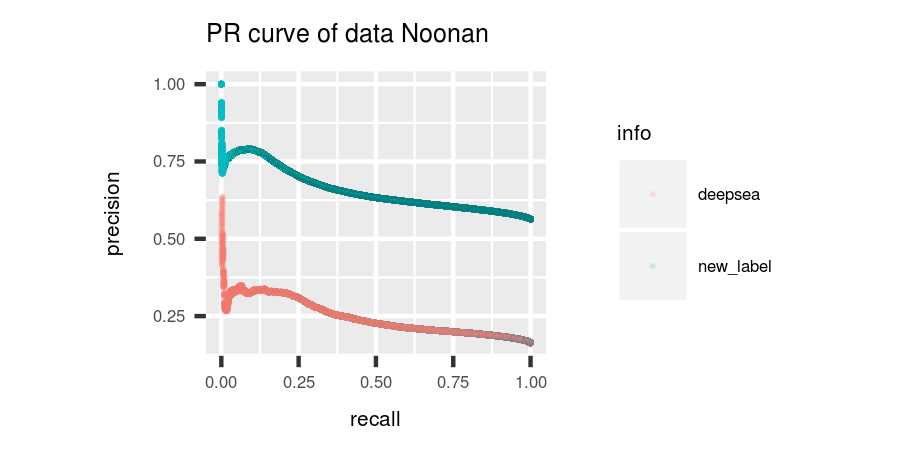 PR curve of data Noonan
precision
1.00
0.75
0.50
0.25
0.00 0.25 0.50 0.75 1.00
recall
info
deepsea
new_label